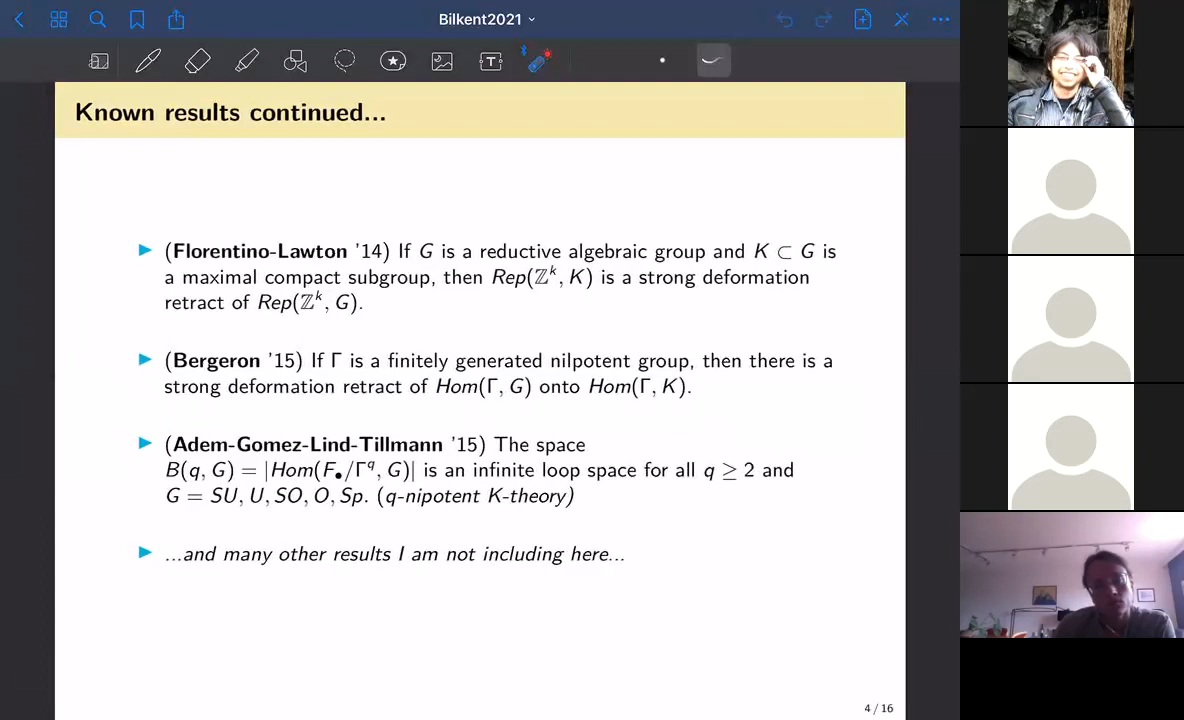 Bilkent2021
Known results continued...
(Florentino-Lawton '14) If G is a reductive algebraic group and K ⊂ G is
a maximal compact subgroup, then Rep(ℤᵏ, K) is a strong deformation
retract of Rep(ℤᵏ, G).
(Bergeron '15) If Γ is a finitely generated nilpotent group, then there is a
strong deformation retract of Hom(Γ, G) onto Hom(Γ, K).
(Adem-Gomez-Lind-Tillmann '15) The space
B(q, G) = |Hom(F•/Γ^q, G)| is an infinite loop space for all q ≥ 2 and
G = SU, U, SO, O, Sp. (q-nipotent K-theory)
...and many other results I am not including here...
4 / 16